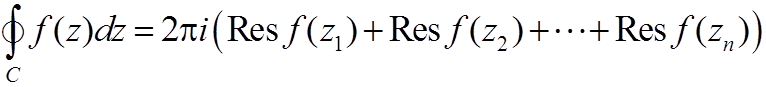 ∮_C f(z)dz = 2πi(Res f(z₁) + Res f(z₂) + ⋯ + Res f(zₙ))